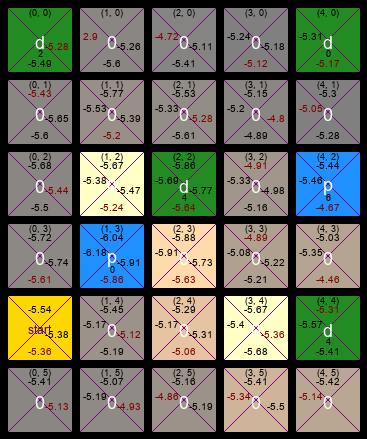 (0, 0) (1, 0) (2, 0) (3, 0) (4, 0)
2.9 -4.72 -5.24 -5.31
d 0 0 0 d
-5.28 -5.26 -5.11 -5.18
2 0
-5.49 -5.6 -5.41 -5.12 -5.17
(0, 1) (1, 1) (2, 1) (3, 1) (4, 1)
-5.43 -5.77 -5.53 -5.15 -5.3
-5.53 -5.33 -5.2 -5.05
0 0 0 0 0
-5.65 -5.39 -5.28 -4.8
-5.6 -5.2 -5.61 -4.89 -5.28
(0, 2) (1, 2) (2, 2) (3, 2) (4, 2)
-5.68 -5.67 -5.86 -4.91 -5.44
-5.38 -5.69 -5.33 -5.46
0 d 0 p
-5.44 -5.47 -5.77 -4.98
4 6
-5.5 -5.24 -5.64 -5.16 -4.67
(0, 3) (1, 3) (2, 3) (3, 3) (4, 3)
-5.72 -6.04 -5.88 -4.89 -5.03
-6.18 -5.91 -5.08 -5.35
0 p 0 0
-5.74 -5.91 -5.73 -5.22
0
-5.61 -5.86 -5.63 -5.21 -4.46
(1, 4) (2, 4) (3, 4) (4, 4)
-5.54 -5.45 -5.29 -5.67 -5.31
-5.17 -5.17 -5.4 -5.57
start 0 0 d
-5.38 -5.12 -5.31 -5.36
4
-5.36 -5.19 -5.06 -5.68 -5.41
(0, 5) (1, 5) (2, 5) (3, 5) (4, 5)
-5.41 -5.07 -5.16 -5.41 -5.42
-5.19 -4.86 -5.34 -5.14
0 0 0 0 0
-5.13 -4.93 -5.19 -5.5